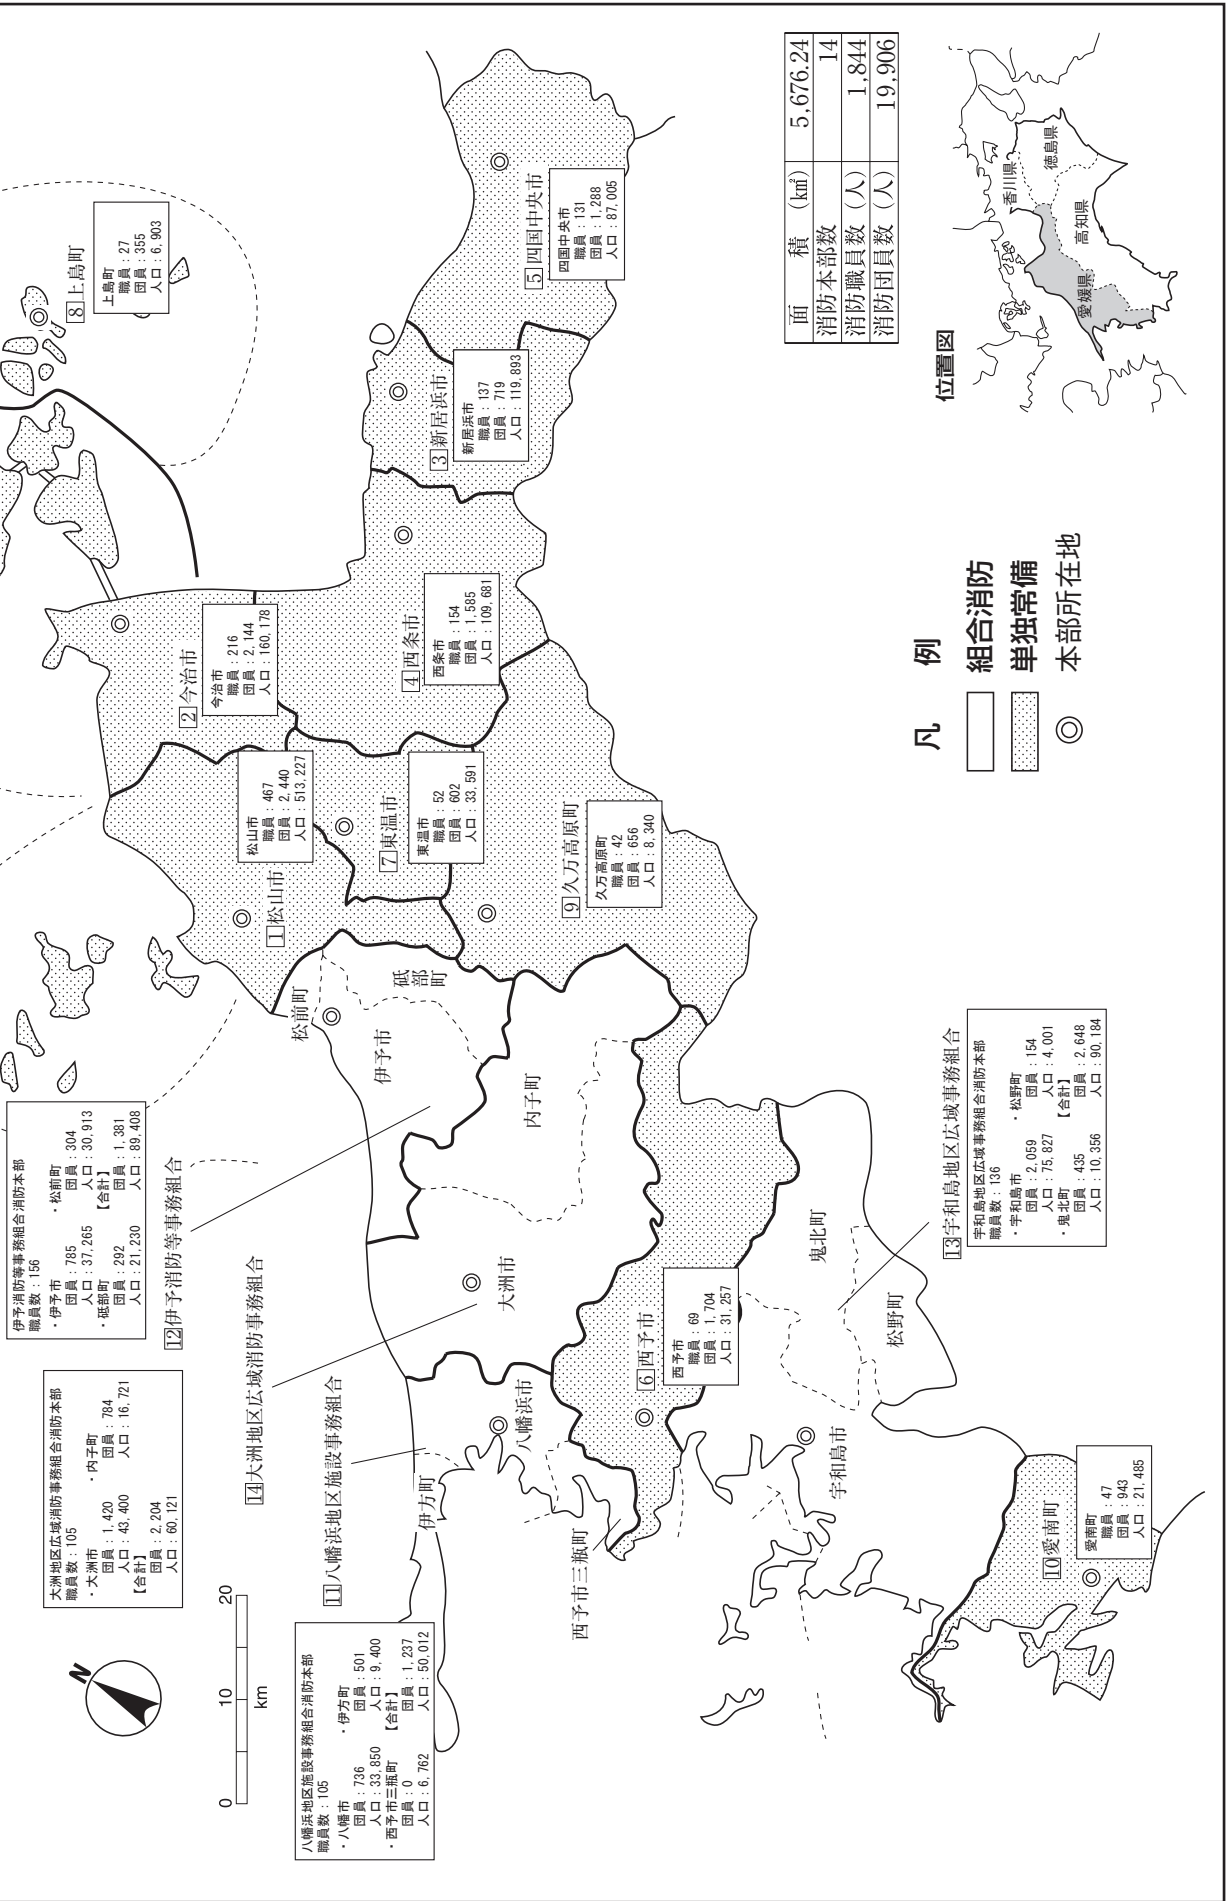 伊予消防等事務組合消防本部
職員数：156
・伊予市　・松前町
団員：785　団員：304
人口：37,265　人口：30,913
・砥部町　【合計】
団員：292　団員：1,381
人口：21,230　人口：89,408
12伊予消防等事務組合
大洲地区広域消防事務組合消防本部
職員数：105
・大洲市　・内子町
団員：1,420　団員：784
人口：43,400　人口：16,721
【合計】
団員：2,204
人口：60,121
14大洲地区広域消防事務組合
N
0　10　20
km
八幡浜地区施設事務組合消防本部
職員数：105
・八幡市　・伊方町
団員：736　団員：501
人口：33,850　人口：9,400
・西予市三瓶町　【合計】
団員：0　団員：1,237
人口：6,762　人口：50,012
11八幡浜地区施設事務組合
8上島町
上島町
職員：27
団員：355
人口：6,903
2今治市
今治市
職員：216
団員：2,144
人口：160,178
1松山市
松山市
職員：467
団員：2,440
人口：513,227
7東温市
東温市
職員：52
団員：602
人口：33,591
4西条市
西条市
職員：154
団員：1,585
人口：109,681
3新居浜市
新居浜市
職員：137
団員：719
人口：119,893
5四国中央市
四国中央市
職員：131
団員：1,288
人口：87,005
9久万高原町
久万高原町
職員：42
団員：656
人口：8,340
松前町
砥部町
伊予市
内子町
大洲市
八幡浜市
伊方町
西予市三瓶町
6西予市
西予市
職員：69
団員：1,704
人口：31,257
鬼北町
松野町
宇和島市
13宇和島地区広域事務組合
宇和島地区広域事務組合消防本部
職員数：136
・宇和島市　・松野町
団員：2,059　団員：154
人口：75,827　人口：4,001
・鬼北町　【合計】
団員：435　団員：2,648
人口：10,356　人口：90,184
10愛南町
愛南町
職員：47
団員：943
人口：21,485
面　積（㎢）　5,676.24
消防本部数　14
消防職員数（人）　1,844
消防団員数（人）　19,906
凡　例
組合消防
単独常備
本部所在地
位置図
香川県
徳島県
高知県
愛媛県